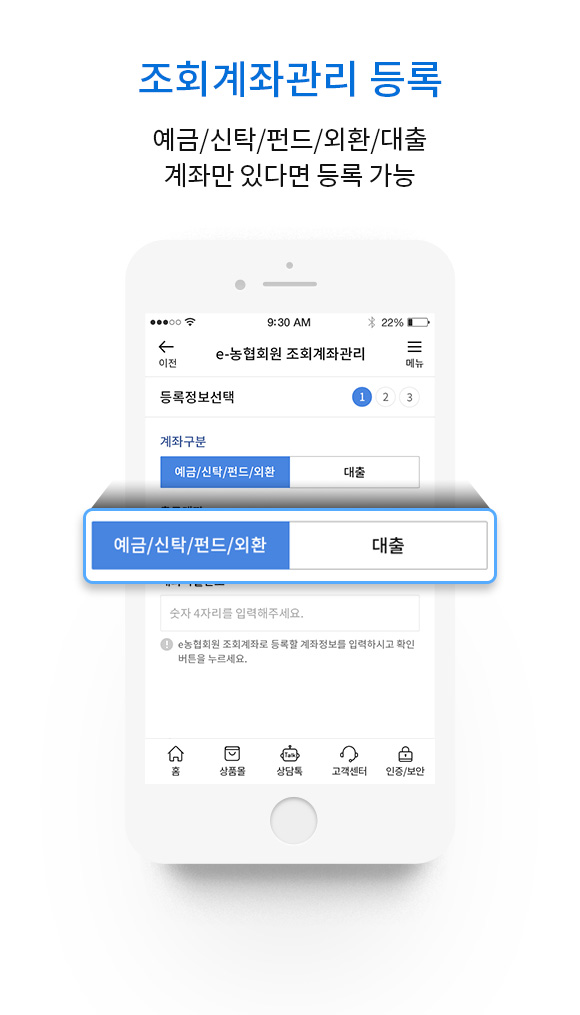 조회계좌관리 등록
예금/신탁/펀드/외환/대출
계좌만 있다면 등록 가능
9:30 AM 22%
이전 e-농협회원 조회계좌관리 메뉴
등록정보선택 1 2 3
계좌구분
예금/신탁/펀드/외환 대출
예금/신탁/펀드/외환 대출
숫자 4자리를 입력해주세요.
! e농협회원 조회계좌로 등록할 계좌정보를 입력하시고 확인
버튼을 누르세요.
Talk
홈 상품몰 상담톡 고객센터 인증/보안